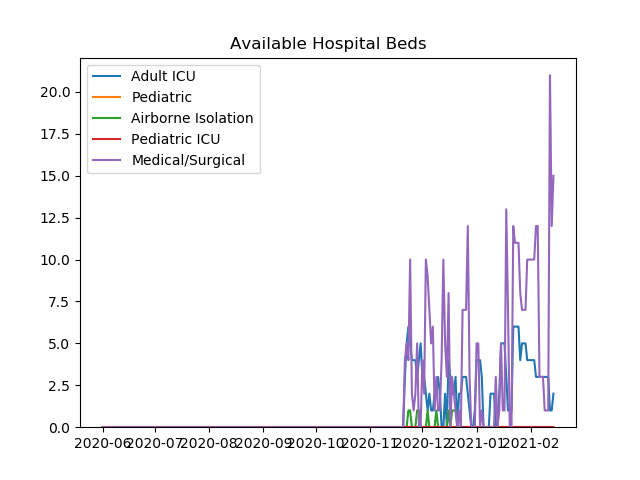 Available Hospital Beds
Adult ICU
Pediatric
Airborne Isolation
Pediatric ICU
Medical/Surgical
20.0
17.5
15.0
12.5
10.0
7.5
5.0
2.5
0.0
2020-06 2020-07 2020-08 2020-09 2020-10 2020-11 2020-12 2021-01 2021-02